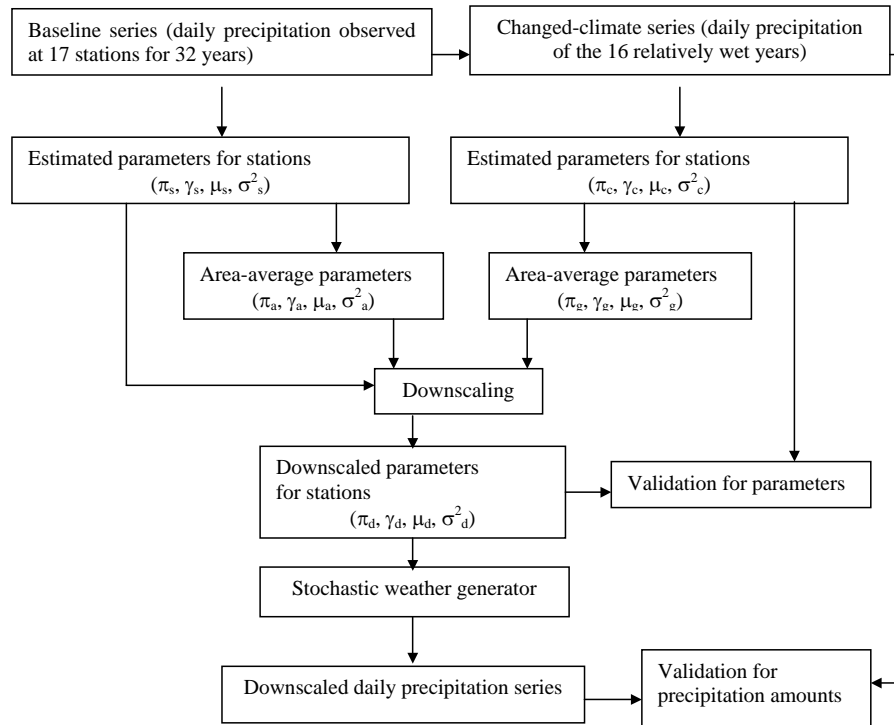 Baseline series (daily precipitation observed
at 17 stations for 32 years)
Changed-climate series (daily precipitation
of the 16 relatively wet years)
Estimated parameters for stations
(πs, γs, μs, σ²s)
Estimated parameters for stations
(πc, γc, μc, σ²c)
Area-average parameters
(πa, γa, μa, σ²a)
Area-average parameters
(πg, γg, μg, σ²g)
Downscaling
Downscaled parameters
for stations
(πd, γd, μd, σ²d)
Validation for parameters
Stochastic weather generator
Downscaled daily precipitation series
Validation for
precipitation amounts